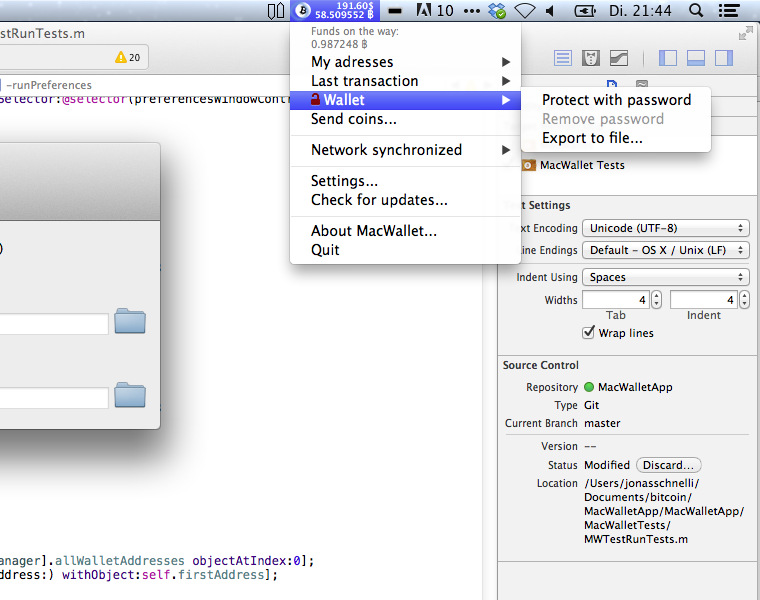 191.60$
58.509552 ฿
10
Di. 21:44
estRunTests.m
20
-runPreferences
Selector:@selector(preferencesWindowCont
Funds on the way:
0.987248 ฿
My adresses
Last transaction
Wallet
Send coins...
Network synchronized
Settings...
Check for updates...
About MacWallet...
Quit
Protect with password
Remove password
Export to file...
MacWallet Tests
t Settings
xt Encoding Unicode (UTF-8)
ine Endings Default - OS X / Unix (LF)
Indent Using Spaces
Widths 4 4
Tab Indent
Wrap lines
Source Control
Repository MacWalletApp
Type Git
Current Branch master
Version --
Status Modified Discard...
Location /Users/jonasschnelli/
Documents/bitcoin/
MacWalletApp/MacWalletApp/
MacWalletTests/
MWTestRunTests.m
)
anager].allWalletAddresses objectAtIndex:0];
ddress:) withObject:self.firstAddress];